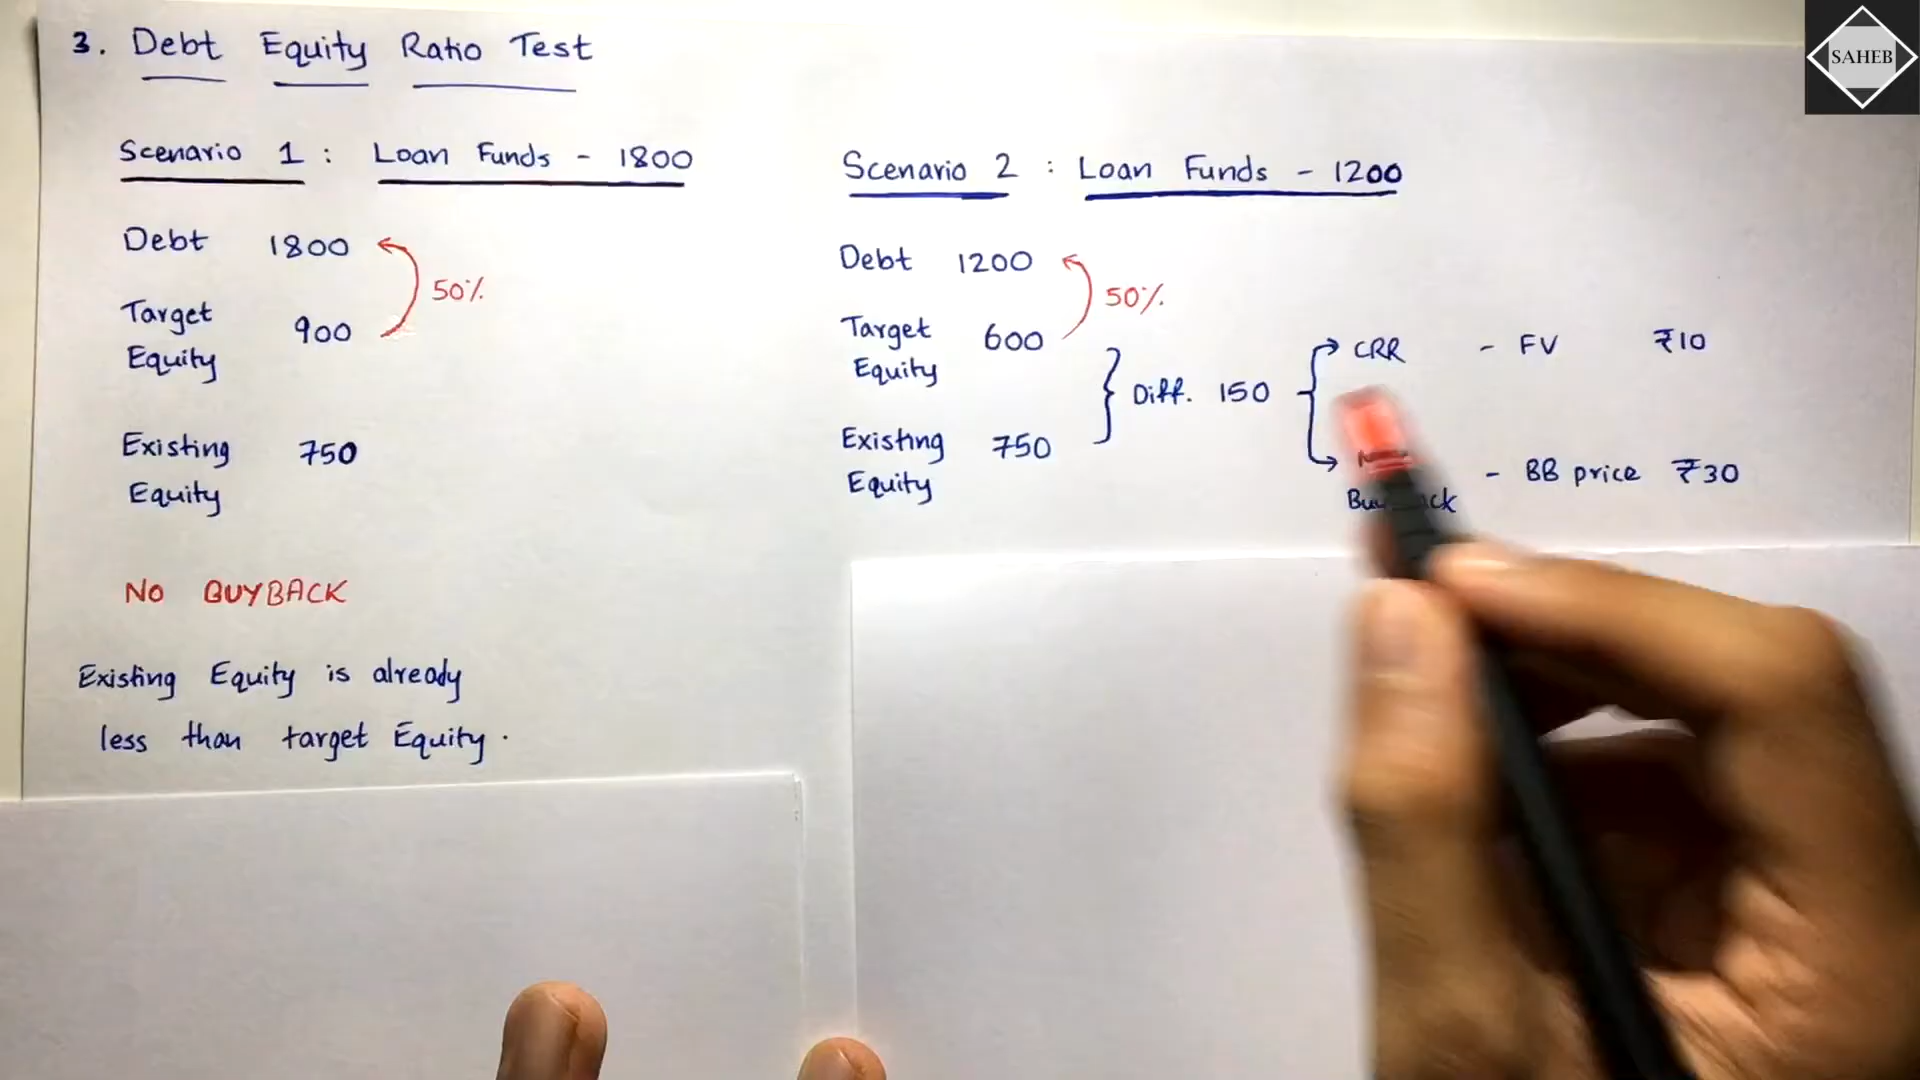 3. Debt Equity Ratio Test
Scenario 1 : Loan Funds - 1800
Debt 1800
50%
Target 900
Equity
Existing 750
Equity
NO BUYBACK
Existing Equity is already
less than target Equity.
Scenario 2 : Loan Funds - 1200
Debt 1200
50%
Target 600
Equity
Diff. 150
Existing 750
Equity
CRR - FV ₹10
- BB price ₹30
SAHEB